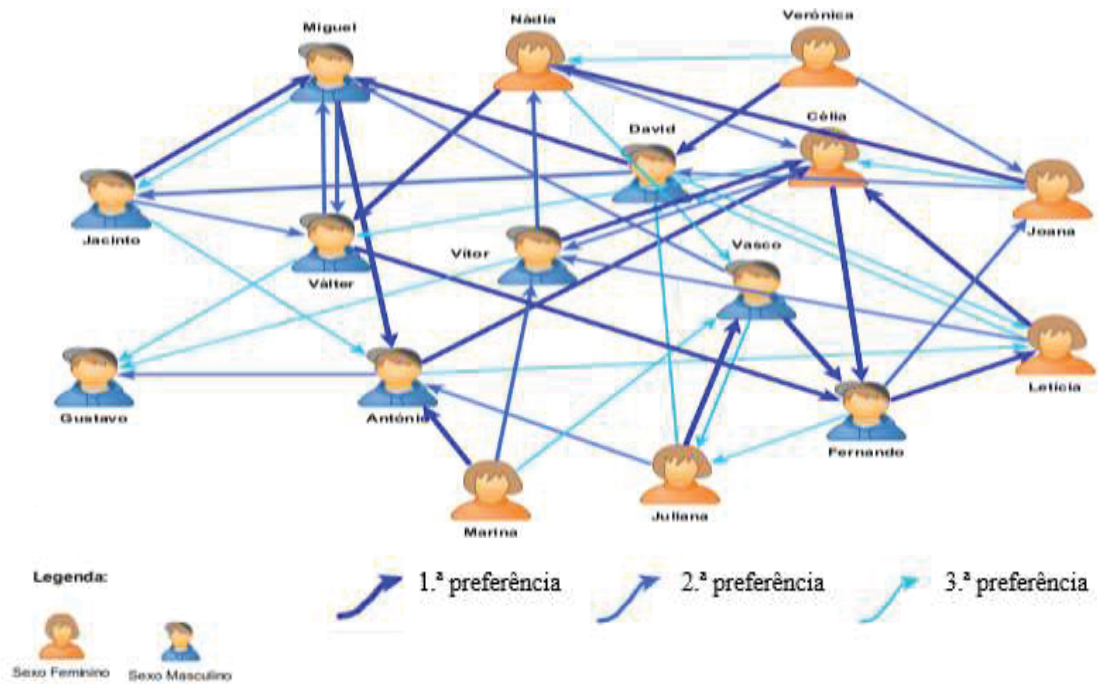 Miguel
Nádia
Verónica
David
Célia
Jacinto
Válter
Vítor
Vasco
Joana
Gustavo
António
Fernando
Letícia
Marina
Juliana
Legenda:
1.ª preferência
2.ª preferência
3.ª preferência
Sexo Feminino
Sexo Masculino